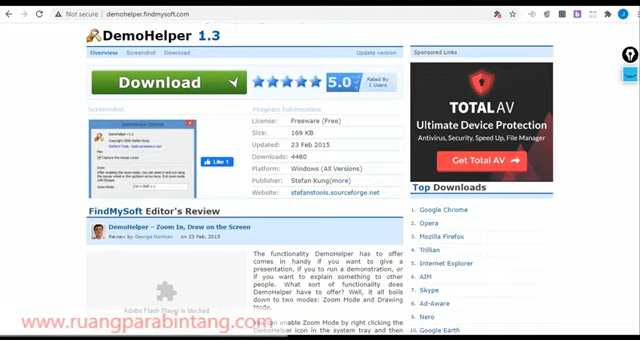 Not secure | demohelper.findmysoft.com
DemoHelper 1.3
Overview Screenshot Download Update version
Download
5.0 RATED BY 1 USERS
Screenshot
License: Freeware (Free)
Size: 169 KB
Updated: 23 Feb 2015
Downloads: 4480
Platform: Windows (All Versions)
Publisher: Stefan Kung(more)
Website: stefanstools.sourceforge.net
Program Information
Like 1
FindMySoft Editor's Review
DemoHelper – Zoom In, Draw on the Screen
Review by George Norman on 23 Feb, 2015
Adobe Flash Player is blocked
The functionality DemoHelper has to offer
comes in handy if you want to give a
presentation, if you to run a demonstration, or
if you want to explain something to other
people. What sort of functionality does
DemoHelper have to offer? Well, it all boils
down to two modes: Zoom Mode and Drawing
Mode.
You can enable Zoom Mode by right clicking the
DemoHelper icon in the system tray and then
Sponsored Links
TOTAL AV
Ultimate Device Protection
Antivirus, Security, Speed Up, File Manager
Get Total AV
Top Downloads
1. Google Chrome
2. Opera
3. Mozilla Firefox
4. Trillian
5. Internet Explorer
6. AIM
7. Skype
8. Ad-Aware
9. Nero
10. Google Earth
www.ruangparabintang.com